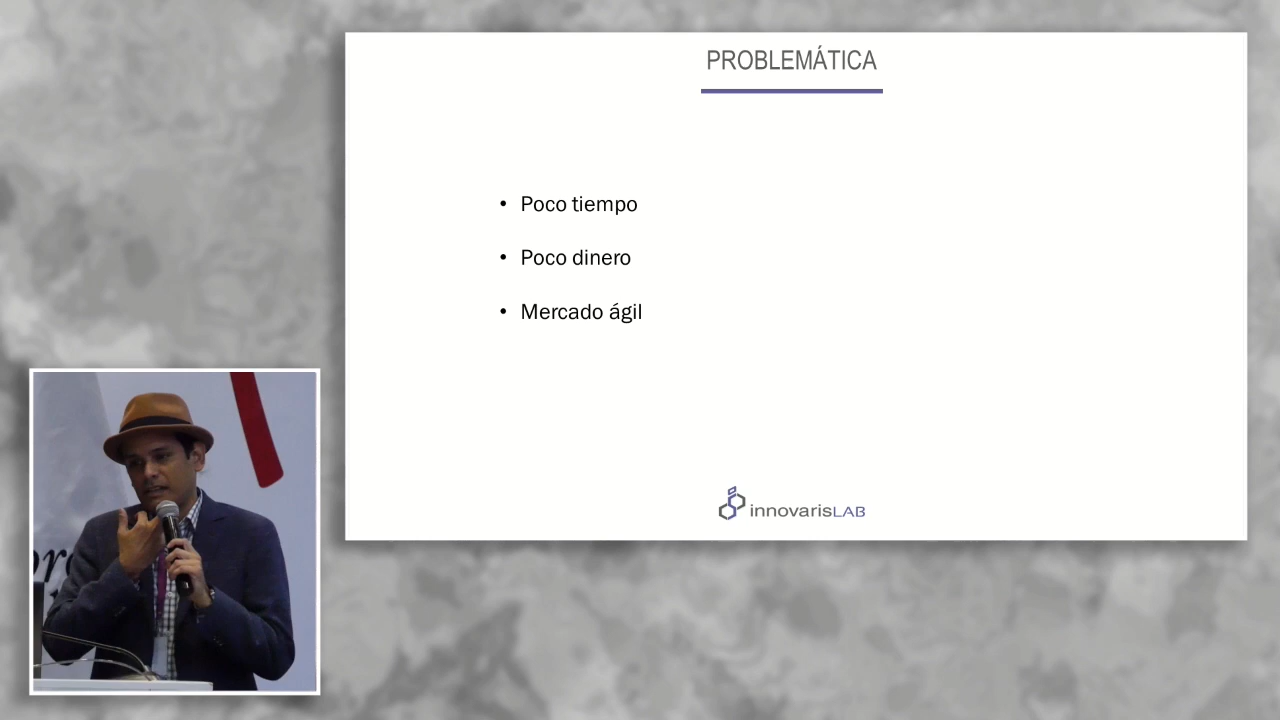 PROBLEMÁTICA
• Poco tiempo
• Poco dinero
• Mercado ágil
innovarisLAB